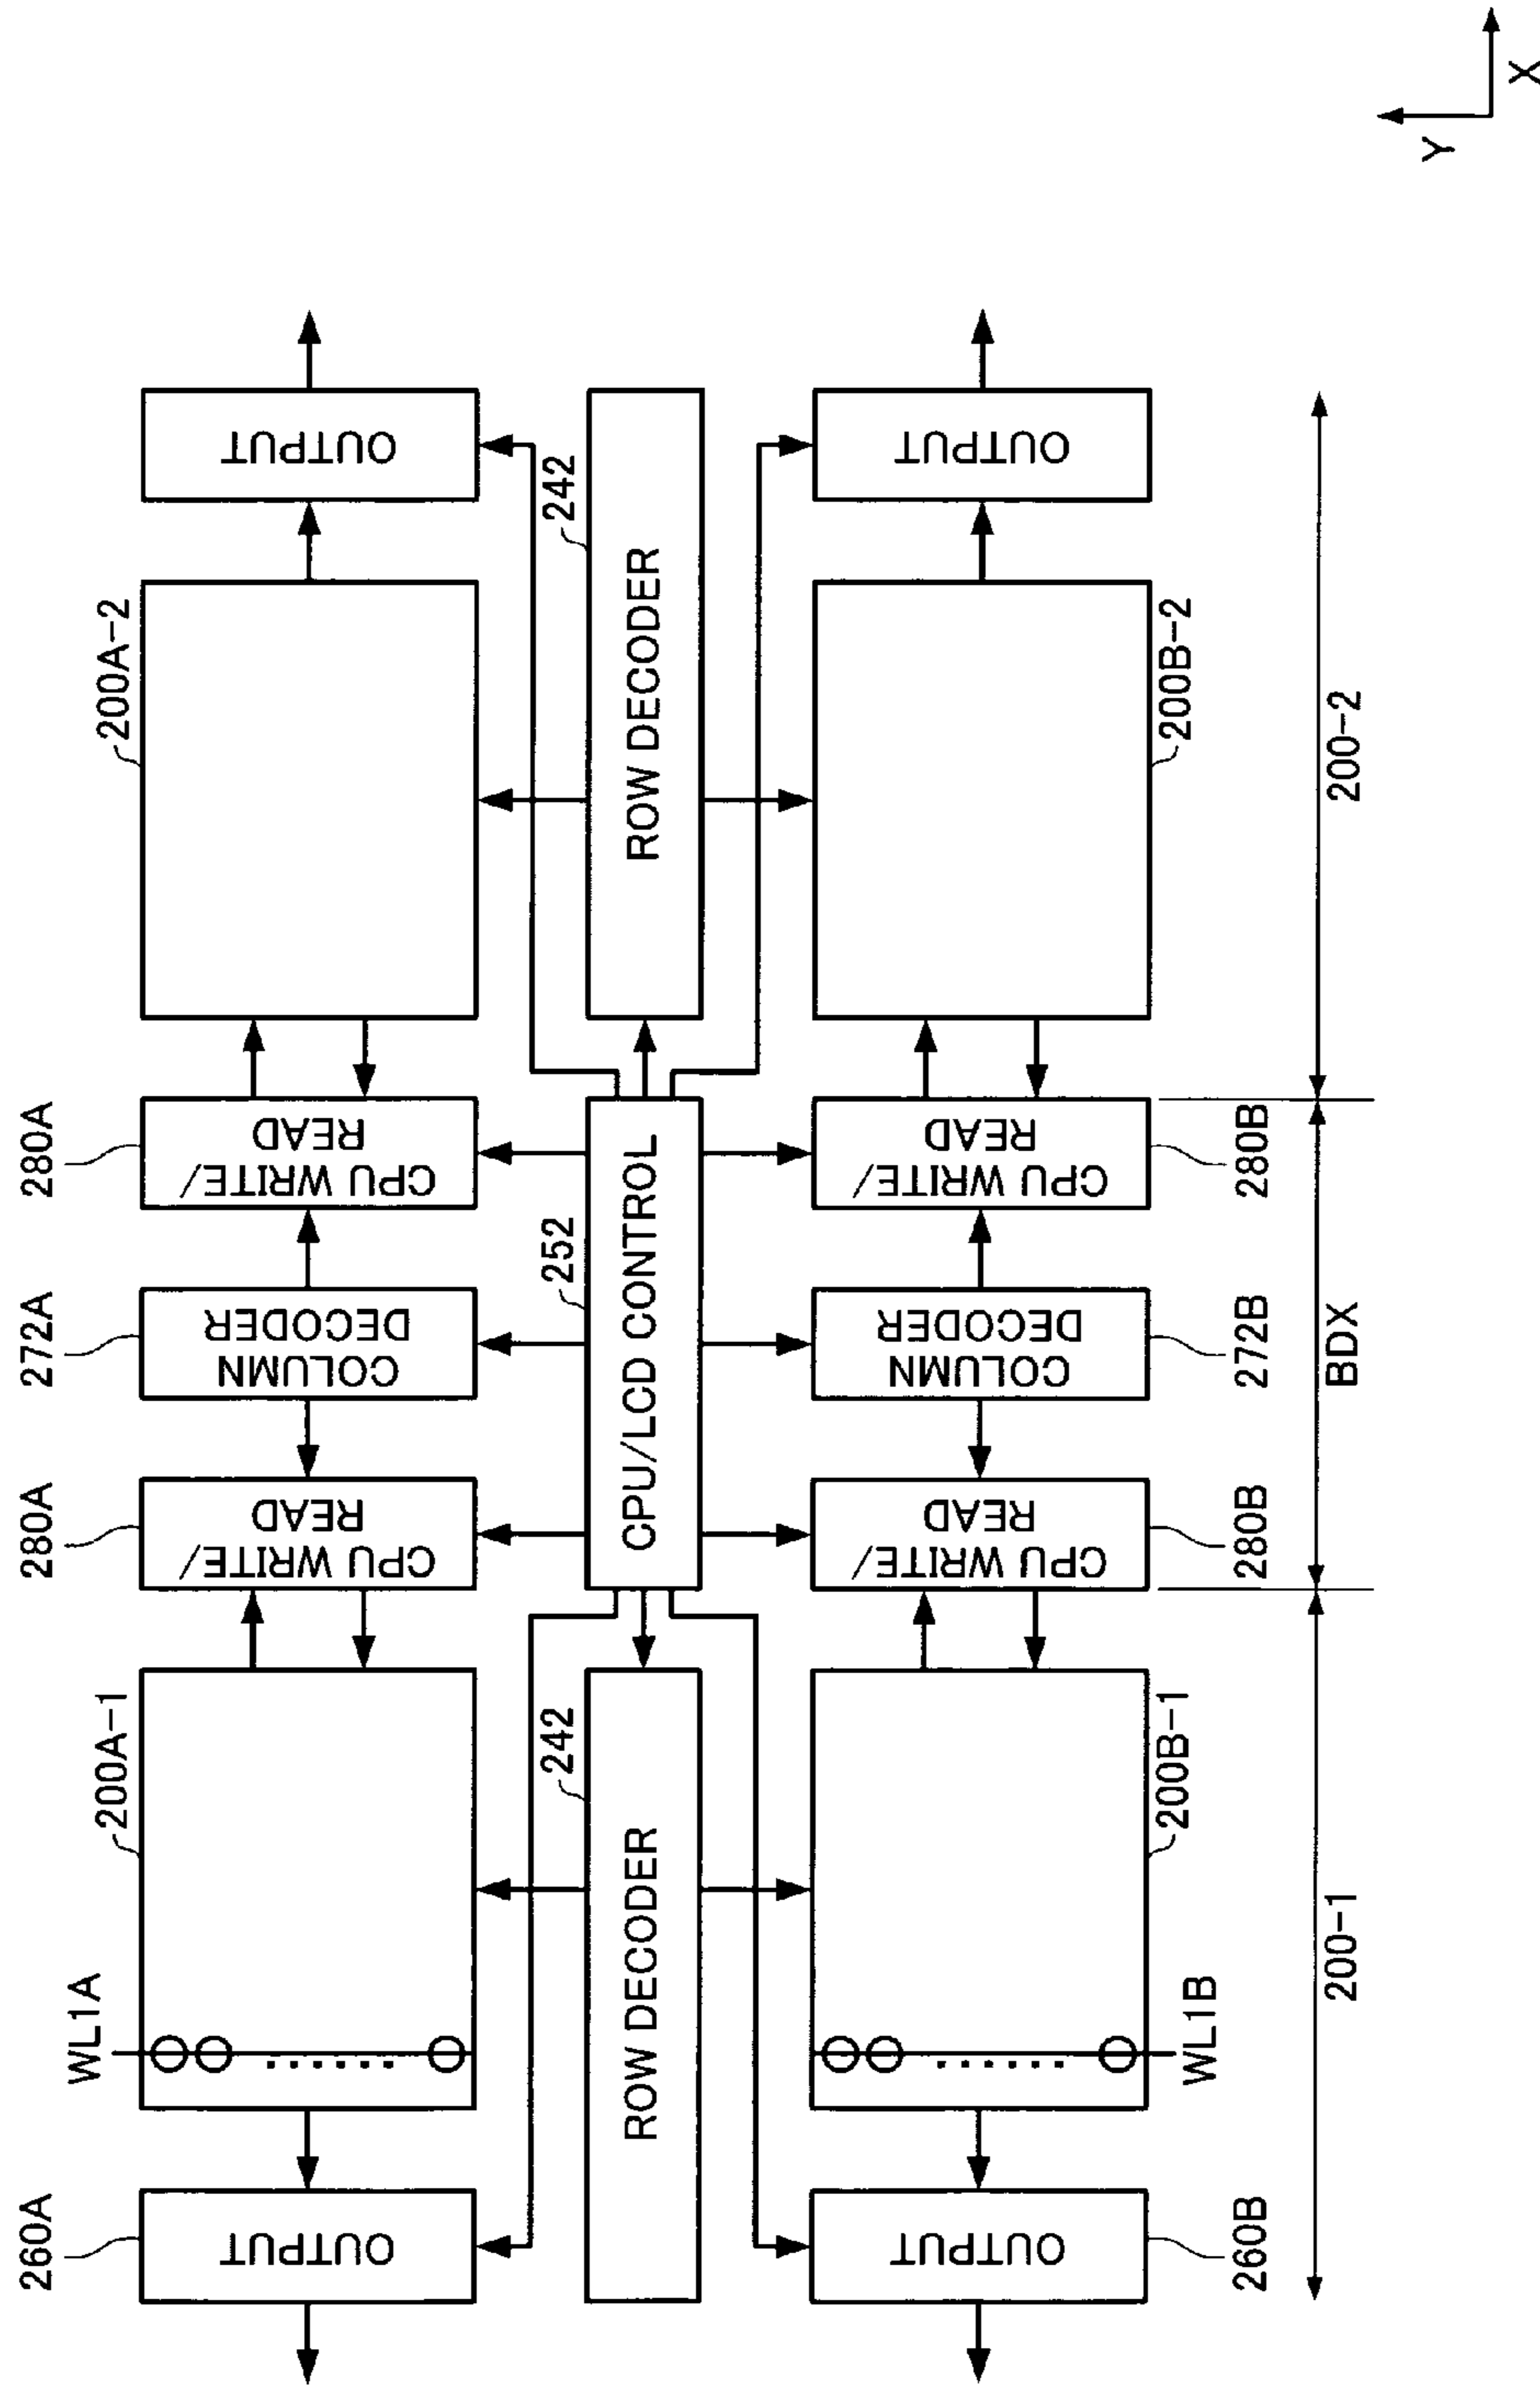 260A
280A
272A
280A
WL1A
200A-1
200A-2
OUTPUT
CPU WRITE/
READ
COLUMN
DECODER
CPU WRITE/
READ
OUTPUT
242
252
242
ROW DECODER
CPU/LCD CONTROL
ROW DECODER
OUTPUT
CPU WRITE/
READ
COLUMN
DECODER
CPU WRITE/
READ
OUTPUT
WL1B
200B-1
200B-2
260B
280B
272B
280B
200-1
BDX
200-2
Y
X